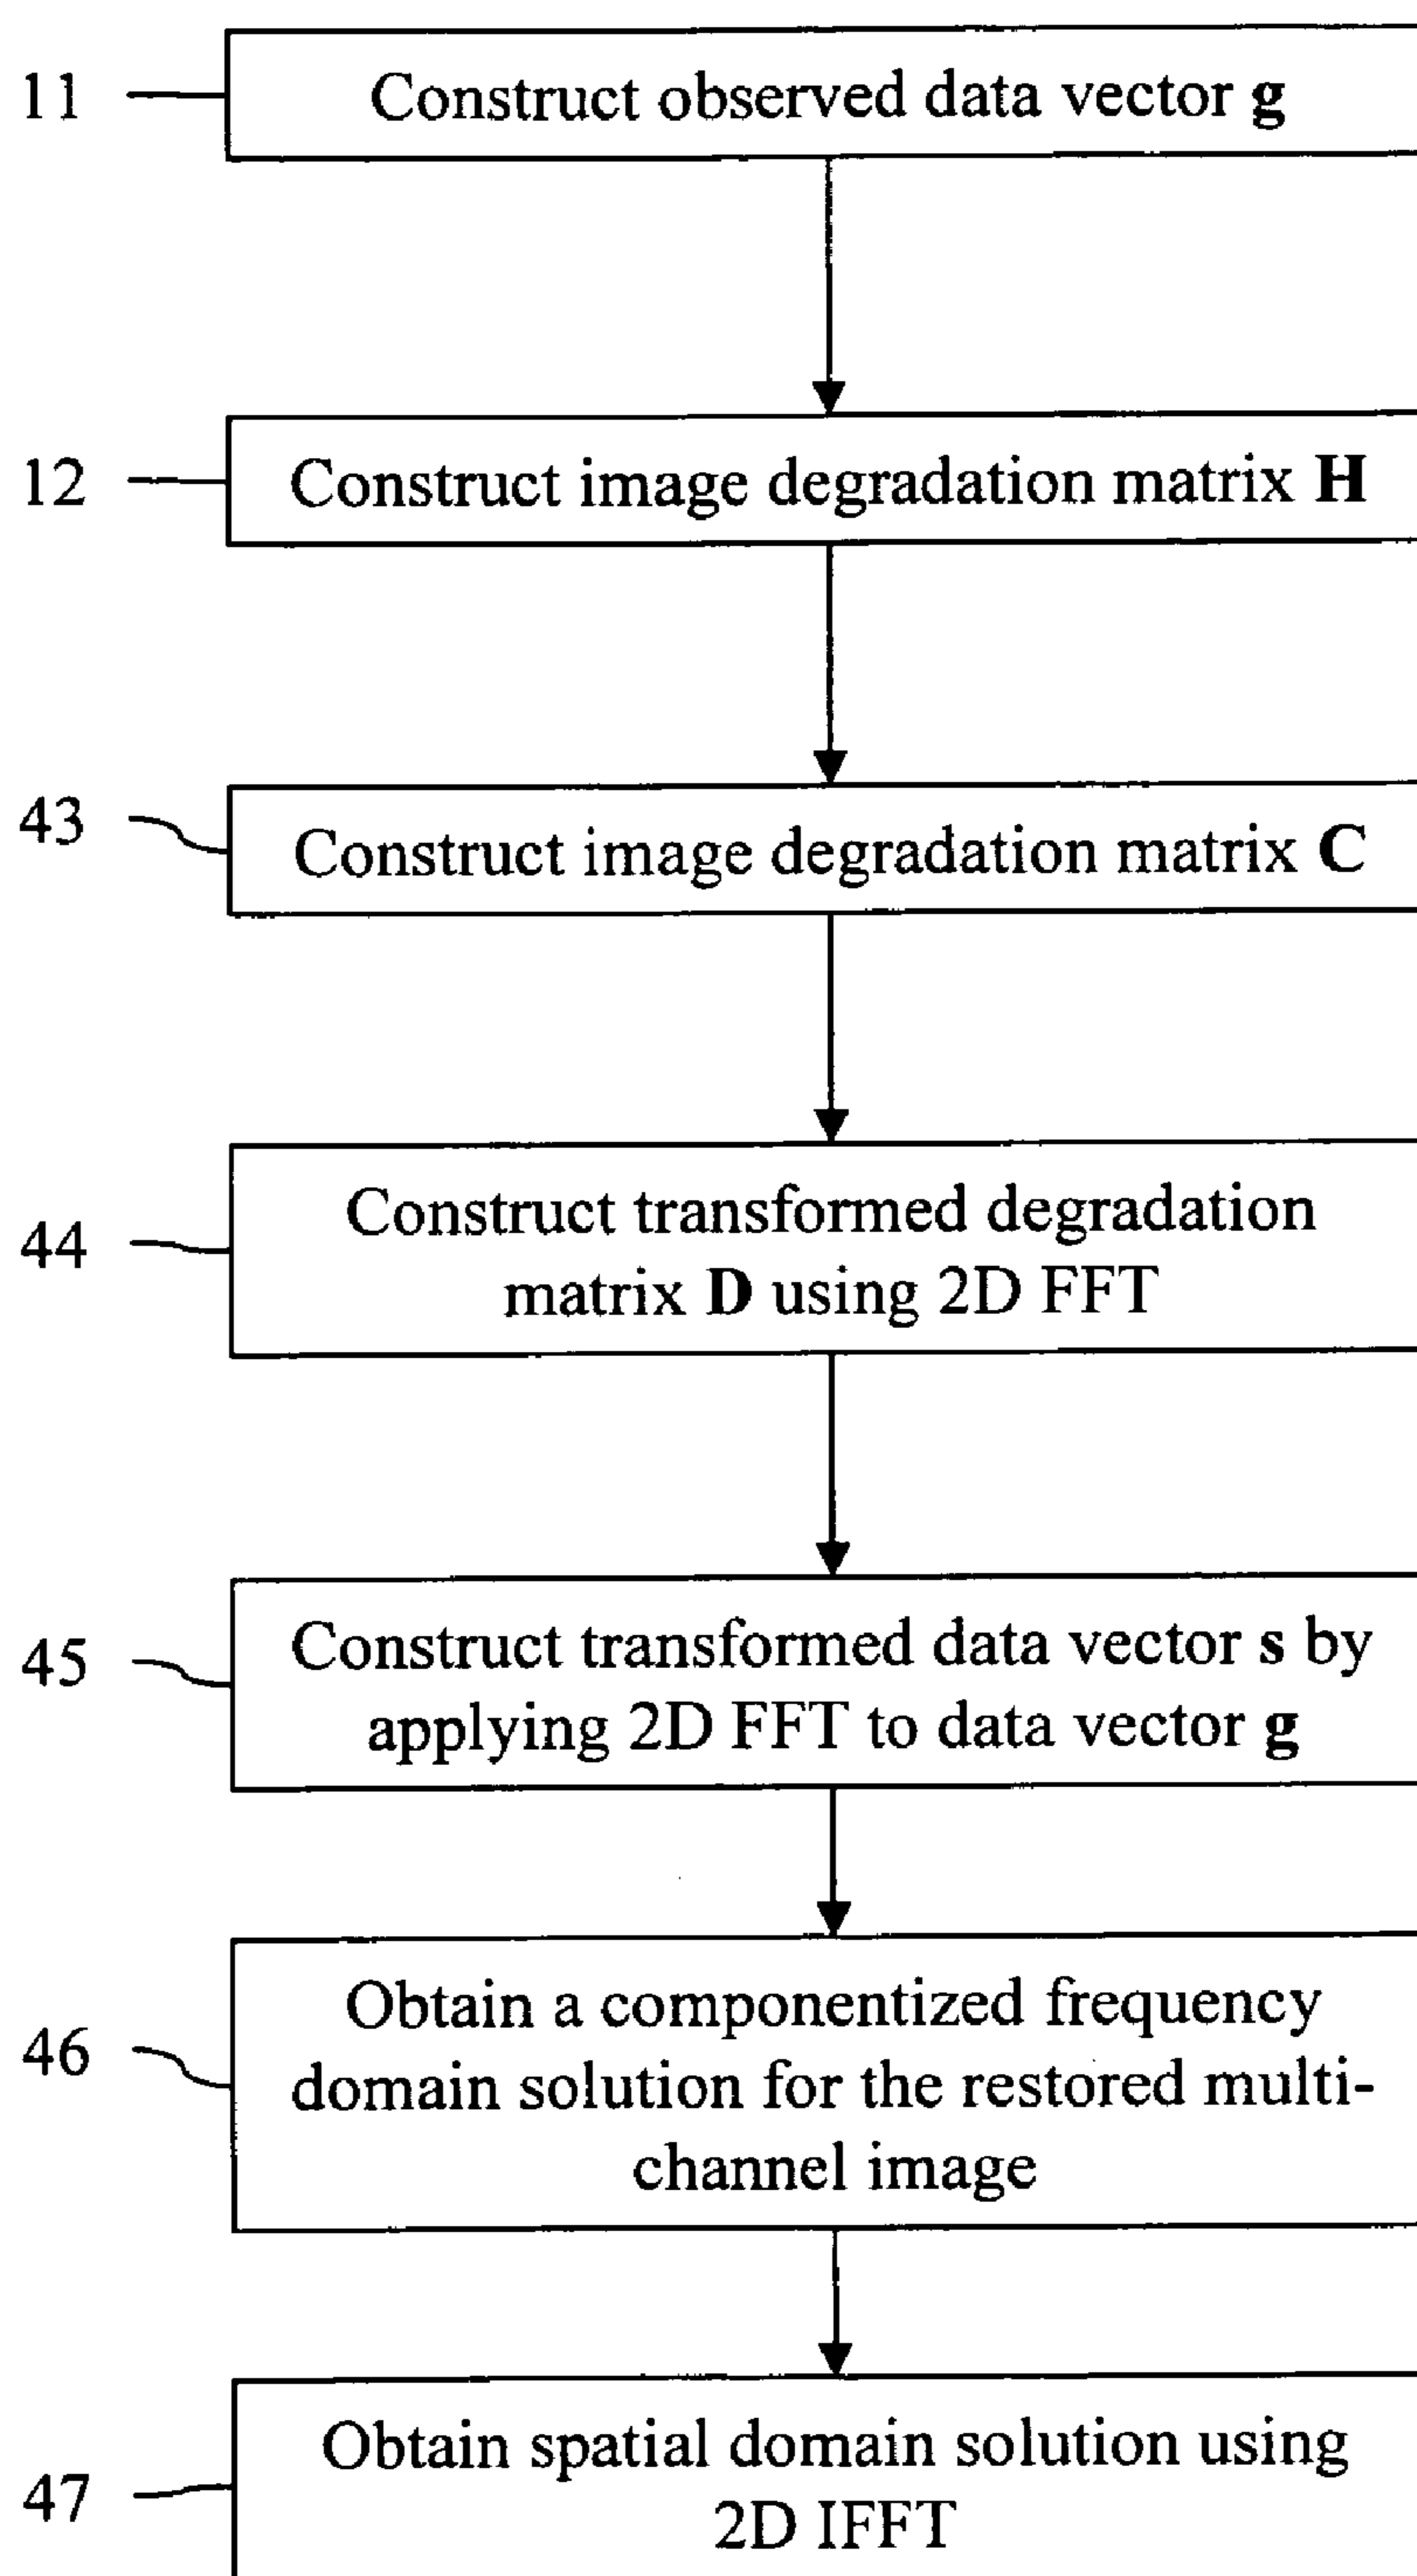 11
Construct observed data vector g
12
Construct image degradation matrix H
43
Construct image degradation matrix C
44
Construct transformed degradation
matrix D using 2D FFT
45
Construct transformed data vector s by
applying 2D FFT to data vector g
46
Obtain a componentized frequency
domain solution for the restored multi-
channel image
47
Obtain spatial domain solution using
2D IFFT